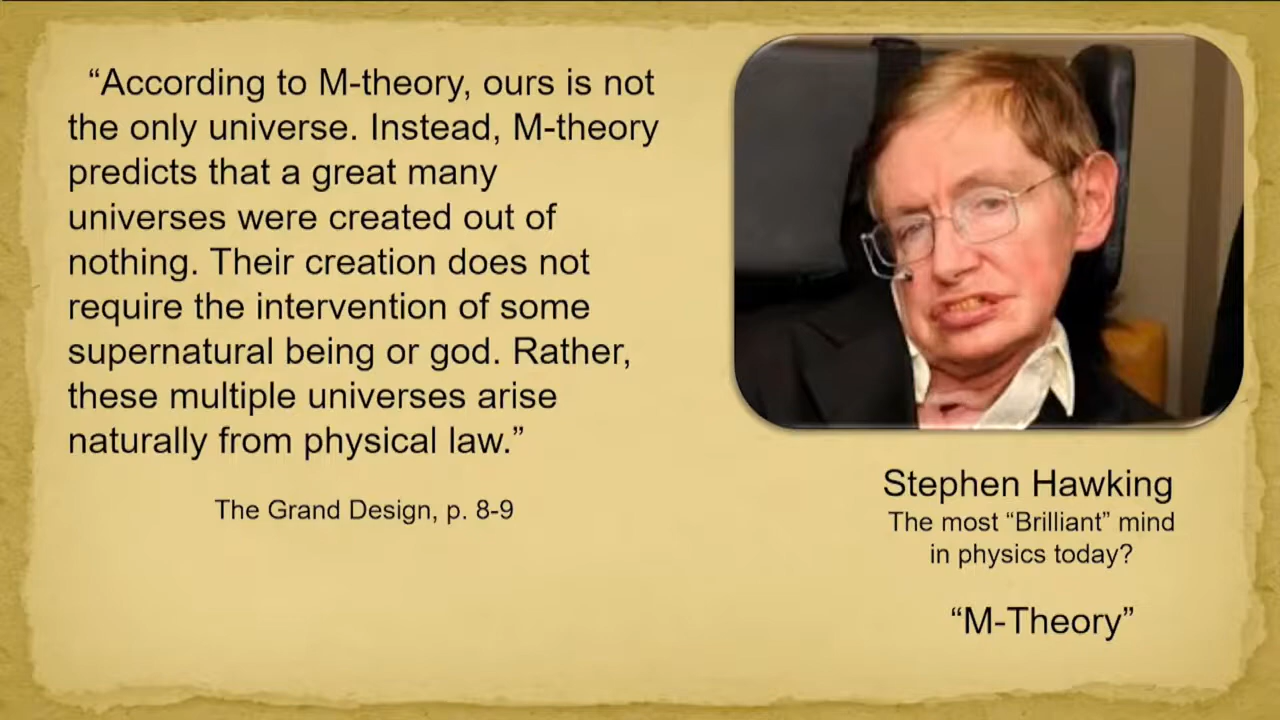 “According to M-theory, ours is not
the only universe. Instead, M-theory
predicts that a great many
universes were created out of
nothing. Their creation does not
require the intervention of some
supernatural being or god. Rather,
these multiple universes arise
naturally from physical law.”
The Grand Design, p. 8-9
Stephen Hawking
The most “Brilliant” mind
in physics today?
“M-Theory”